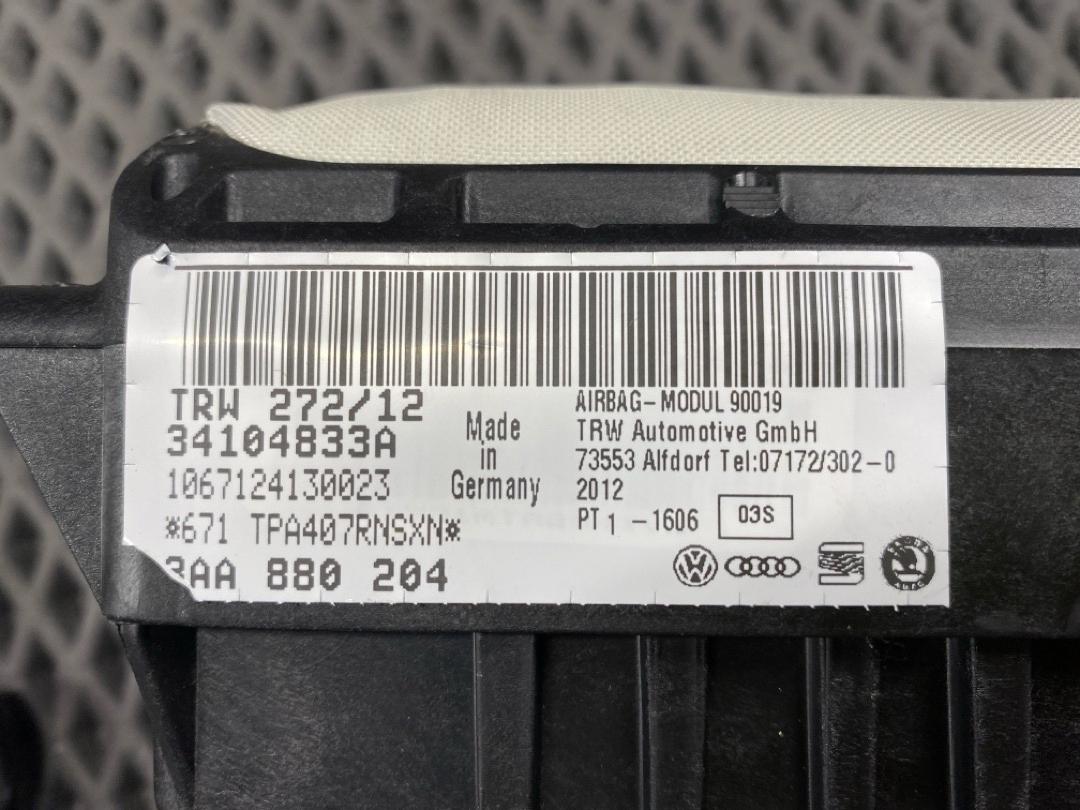 TRW 272/12
34104833A
1067124130023
*671 TPA407RNSXN*
3AA 880 204
Made
in
Germany
AIRBAG-MODUL 90019
TRW Automotive GmbH
73553 Alfdorf Tel:07172/302-0
2012
PT 1 -1606 03S